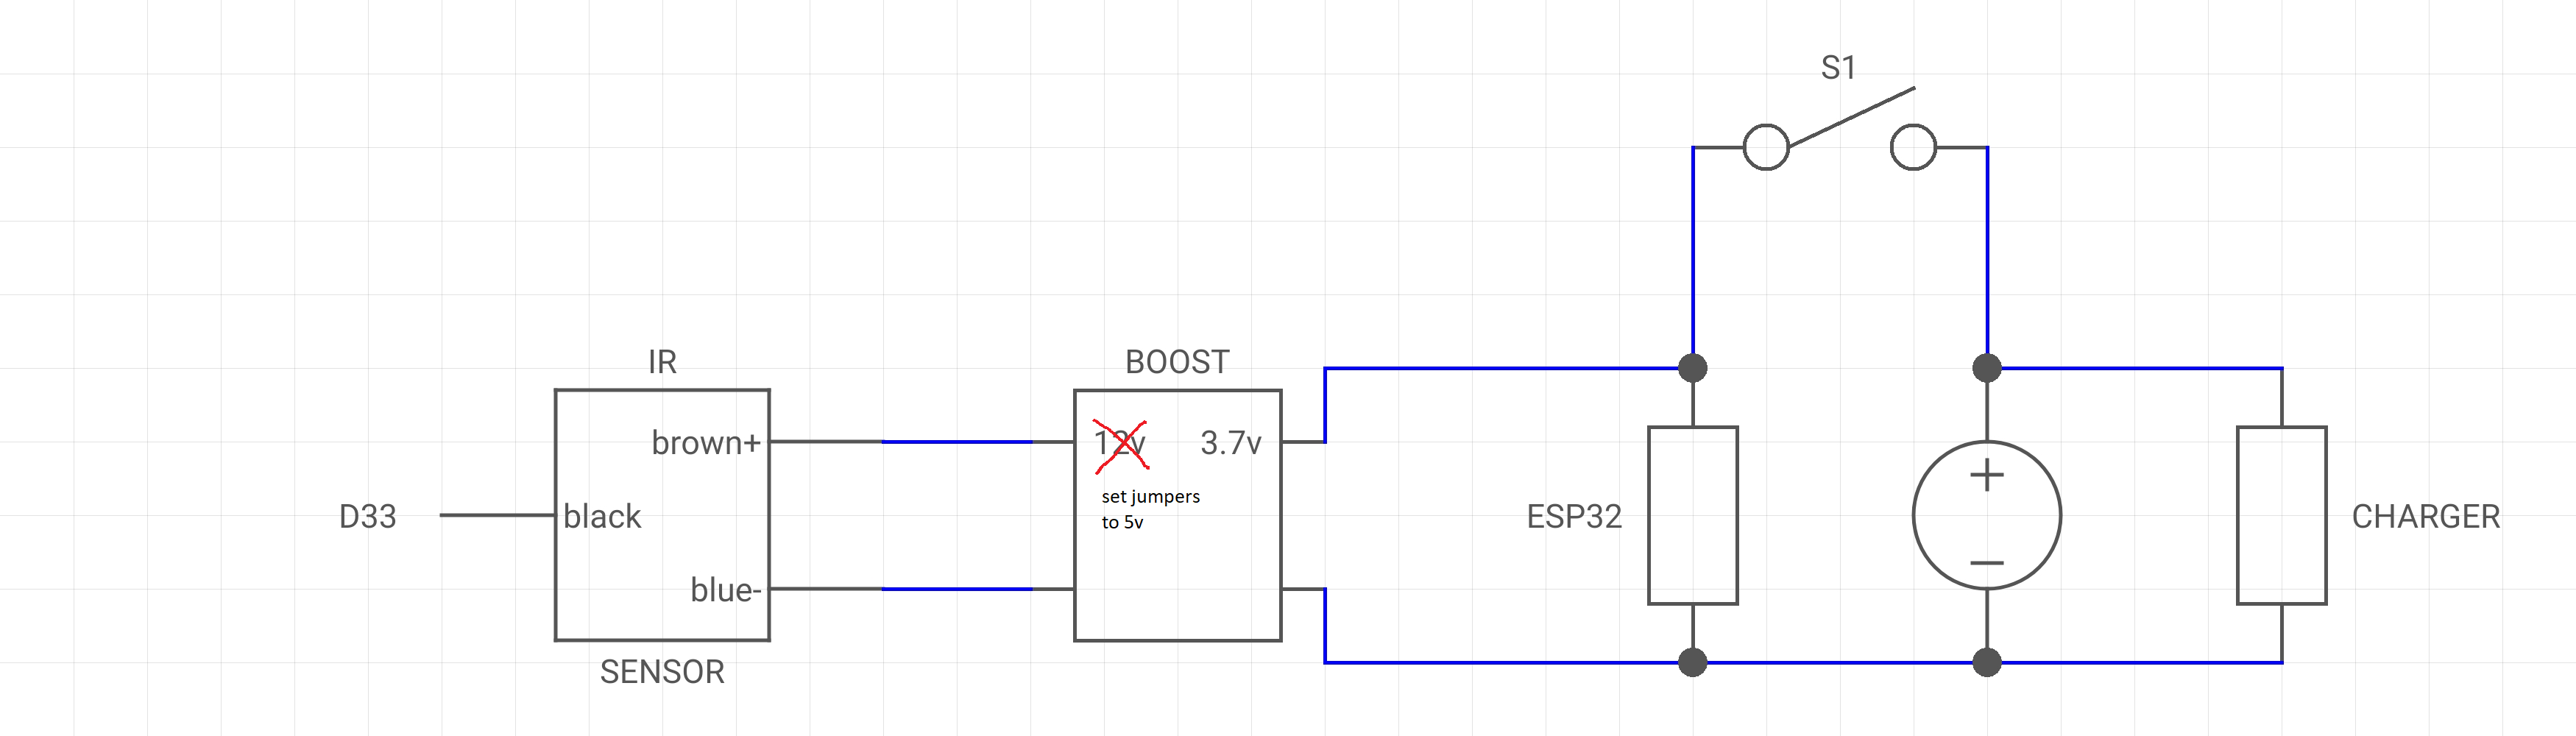 S1
IR
BOOST
brown+
12v
3.7v
set jumpers
to 5v
D33
black
ESP32
CHARGER
blue-
SENSOR